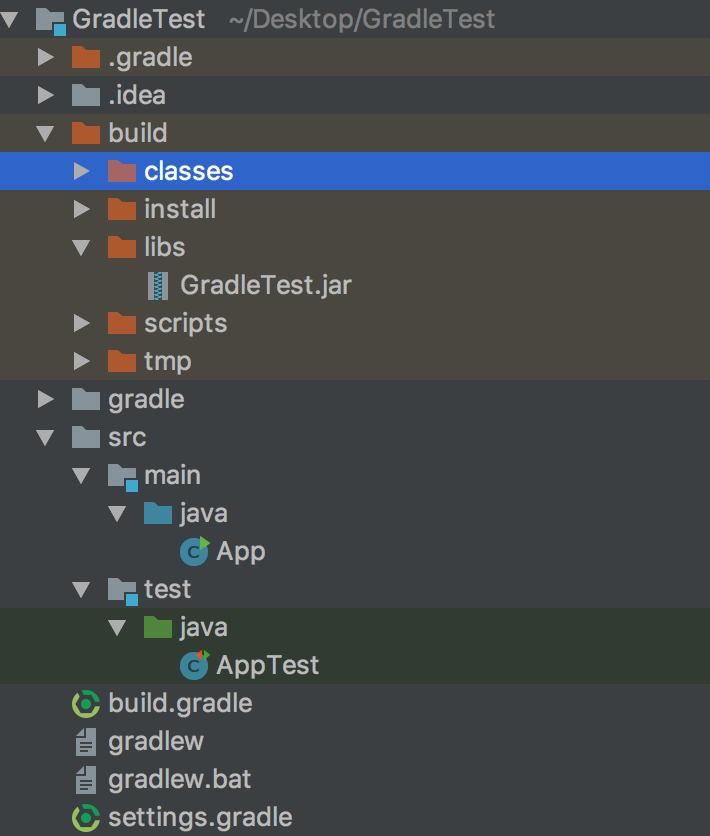 GradleTest ~/Desktop/GradleTest
.gradle
.idea
build
classes
install
libs
GradleTest.jar
scripts
tmp
gradle
src
main
java
C App
test
java
C AppTest
build.gradle
gradlew
gradlew.bat
settings.gradle